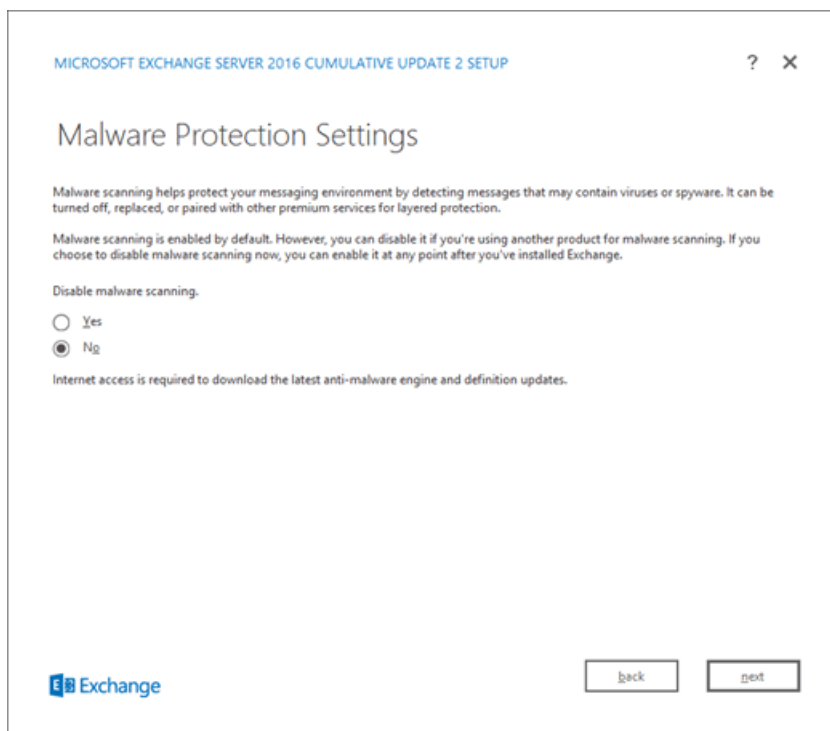 MICROSOFT EXCHANGE SERVER 2016 CUMULATIVE UPDATE 2 SETUP
?
Malware Protection Settings
Malware scanning helps protect your messaging environment by detecting messages that may contain viruses or spyware. It can be
turned off, replaced, or paired with other premium services for layered protection.
Malware scanning is enabled by default. However, you can disable it if you're using another product for malware scanning. If you
choose to disable malware scanning now, you can enable it at any point after you've installed Exchange.
Disable malware scanning.
Yes
No
Internet access is required to download the latest anti-malware engine and definition updates.
E Exchange
back
next